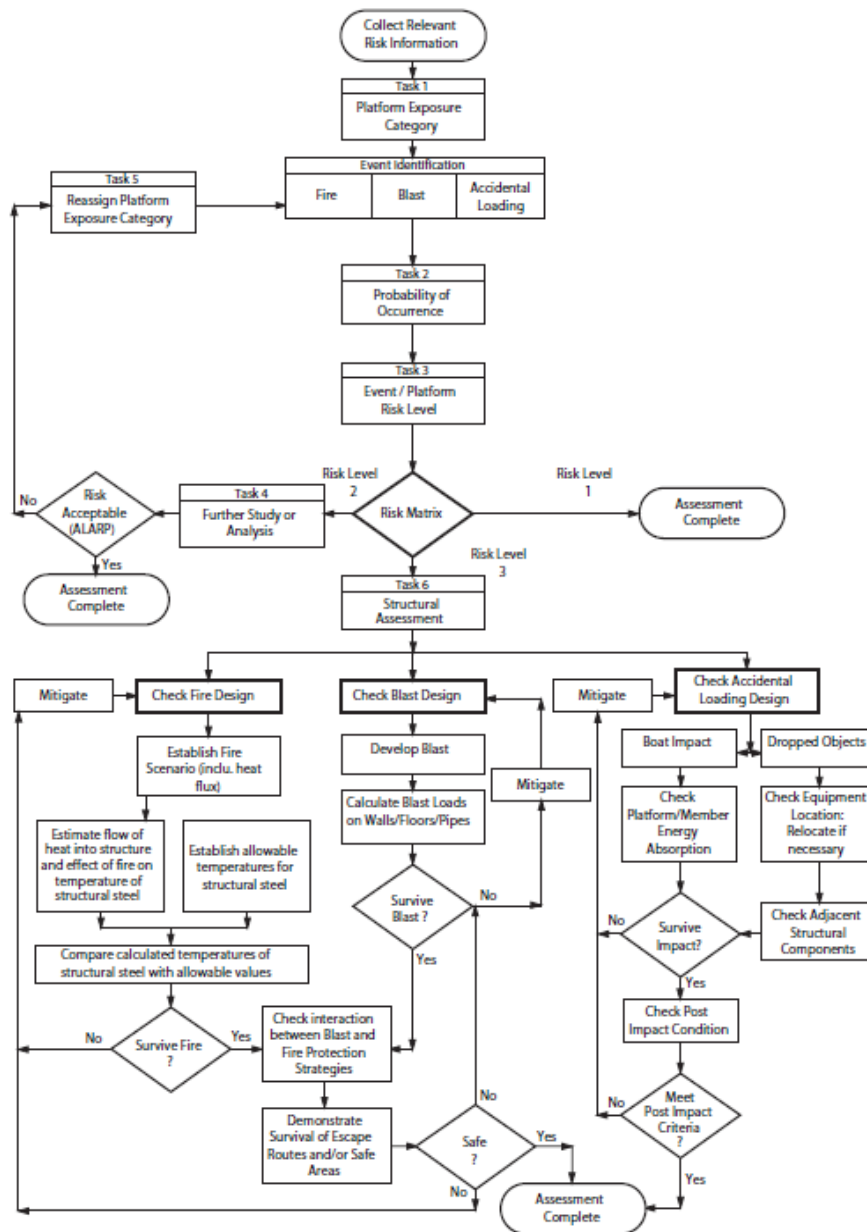 Collect Relevant
Risk Information
Task 1
Platform Exposure
Category
Event Identification
Fire
Blast
Accidental
Loading
Task 5
Reassign Platform
Exposure Category
Task 2
Probability of
Occurrence
Task 3
Event / Platform
Risk Level
No
Risk
Acceptable
(ALARP)
Yes
Assessment
Complete
Task 4
Further Study or
Analysis
Risk Level
2
Risk Matrix
Risk Level
1
Assessment
Complete
Risk Level
3
Task 6
Structural
Assessment
Mitigate
Check Fire Design
Check Blast Design
Mitigate
Check Accidental
Loading Design
Establish Fire
Scenario (inclu. heat
flux)
Develop Blast
Mitigate
Boat Impact
Dropped Objects
Calculate Blast Loads
on Walls/Floors/Pipes
Check
Platform/Member
Energy
Absorption
Check Equipment
Location:
Relocate if
necessary
Estimate flow of
heat into structure
and effect of fire on
temperature of
structural steel
Establish allowable
temperatures for
structural steel
Survive
Blast ?
No
Yes
No
Survive
Impact?
Yes
Check Adjacent
Structural
Components
Compare calculated temperatures of
structural steel with allowable values
No
Survive Fire
?
Yes
Check interaction
between Blast and
Fire Protection
Strategies
Check Post
Impact Condition
Demonstrate
Survival of Escape
Routes and/or Safe
Areas
No
Safe
?
Yes
No
No
Meet
Post Impact
Criteria
?
Yes
Assessment
Complete